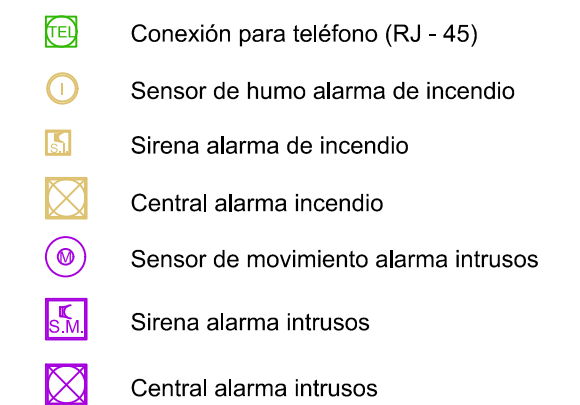 TEL Conexión para teléfono (RJ - 45)
I Sensor de humo alarma de incendio
S.I. Sirena alarma de incendio
Central alarma incendio
M Sensor de movimiento alarma intrusos
S.M. Sirena alarma intrusos
Central alarma intrusos